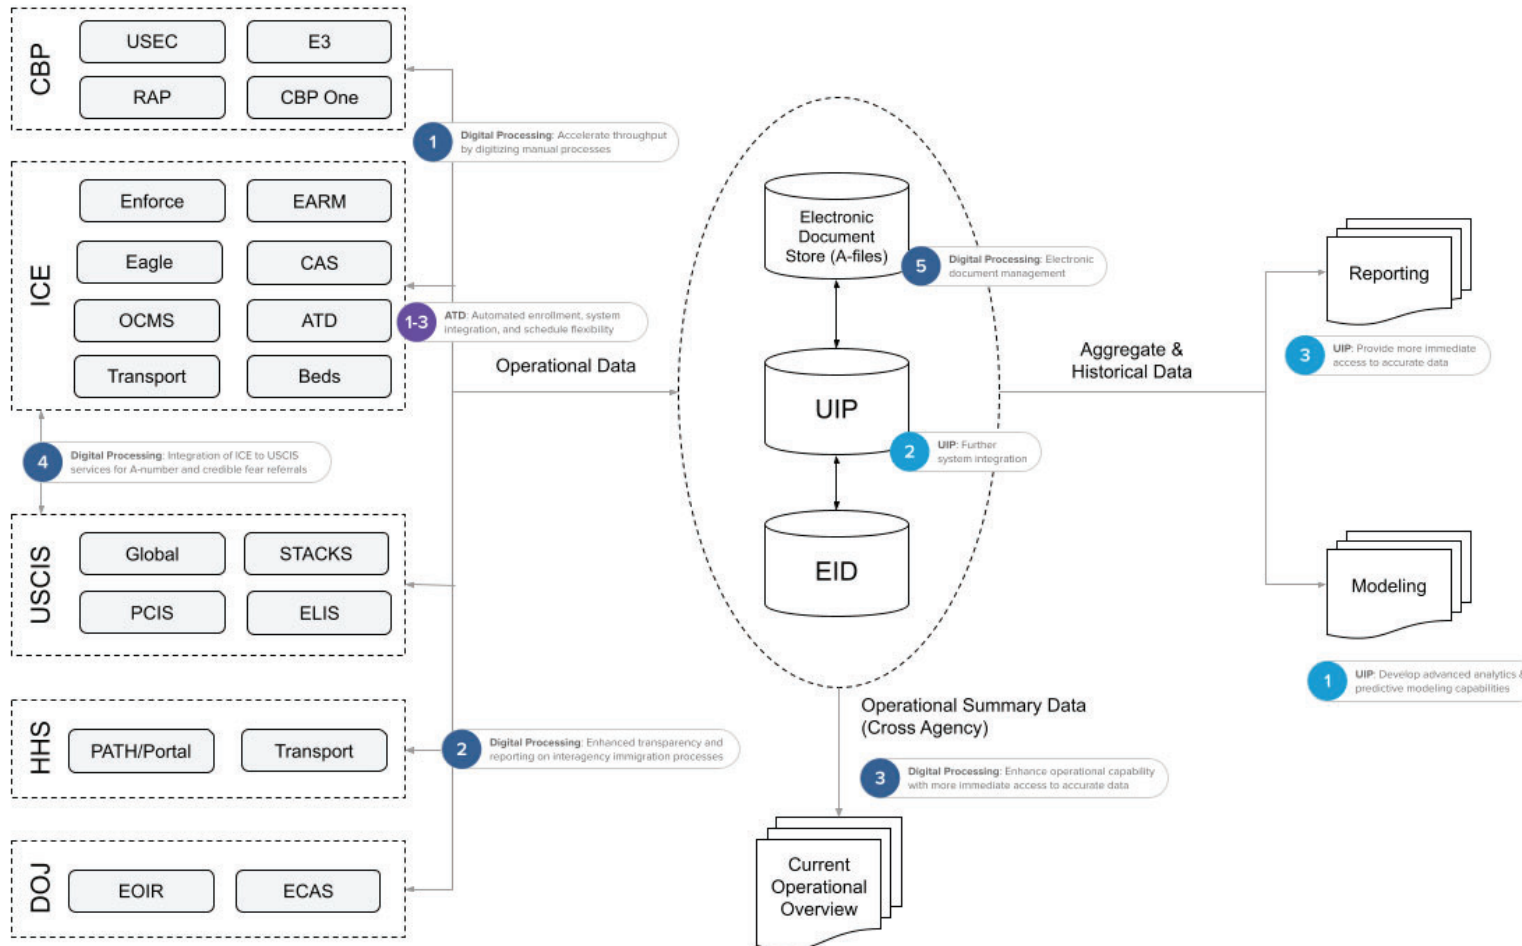 CBP
USEC
E3
RAP
CBP One
1
Digital Processing: Accelerate throughput
by digitizing manual processes
ICE
Enforce
EARM
Eagle
CAS
OCMS
ATD
Transport
Beds
1-3
ATD: Automated enrollment, system
integration, and schedule flexibility
Operational Data
4
Digital Processing: Integration of ICE to USCIS
services for A-number and credible fear referrals
USCIS
Global
STACKS
PCIS
ELIS
HHS
PATH/Portal
Transport
2
Digital Processing: Enhanced transparency and
reporting on interagency immigration processes
DOJ
EOIR
ECAS
Electronic
Document
Store (A-files)
5
Digital Processing: Electronic
document management
UIP
2
UIP: Further
system integration
EID
Operational Summary Data
(Cross Agency)
3
Digital Processing: Enhance operational capability
with more immediate access to accurate data
Current
Operational
Overview
Aggregate &
Historical Data
Reporting
3
UIP: Provide more immediate
access to accurate data
Modeling
1
UIP: Develop advanced analytics &
predictive modeling capabilities